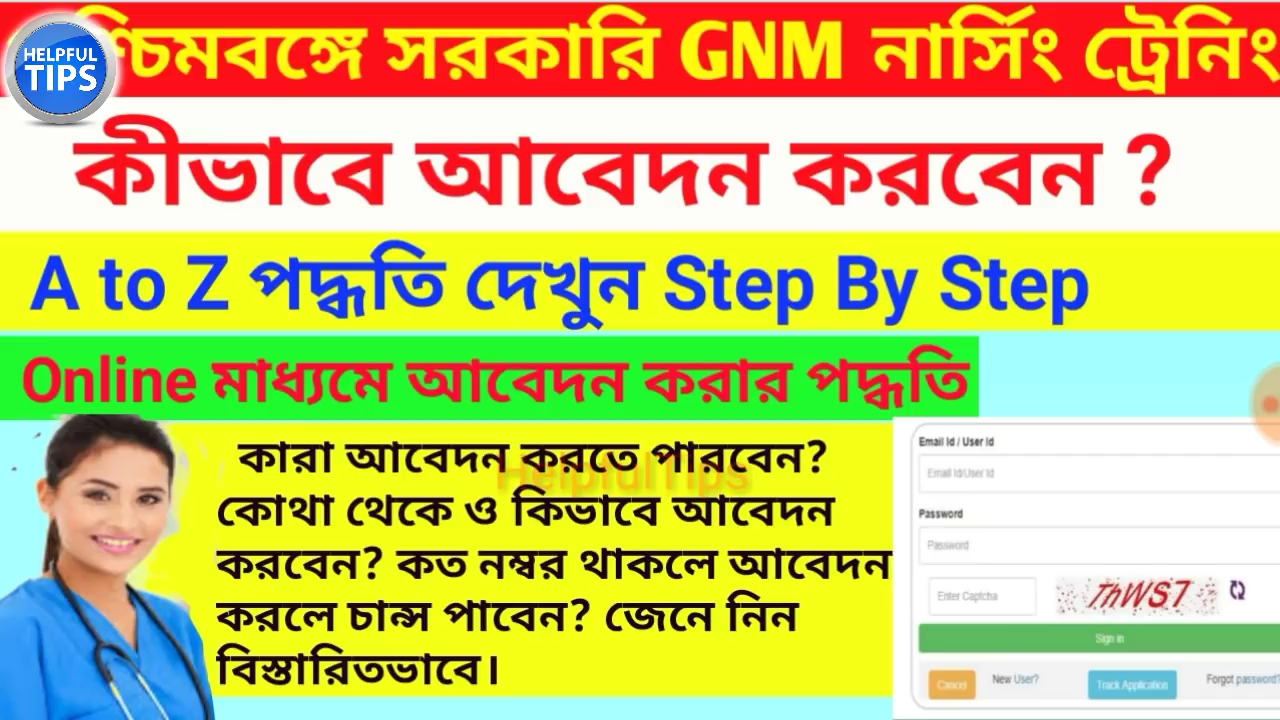 HELPFUL
TIPS
সরকারি GNM নার্সিং ট্রেনিং
কীভাবে আবেদন করবেন ?
A to Z পদ্ধতি দেখুন Step By Step
Online মাধ্যমে আবেদন করার পদ্ধতি
কারা আবেদন করতে পারবেন?
Helpful Tips
কোথা থেকে ও কিভাবে আবেদন
করবেন? কত নম্বর থাকলে আবেদন
করলে চান্স পাবেন? জেনে নিন
বিস্তারিতভাবে।
Email Id / User Id
Email Id/User Id
Password
Password
Enter Captcha ThWS7
Sign in
Cancel New User? Track Application Forgot password?